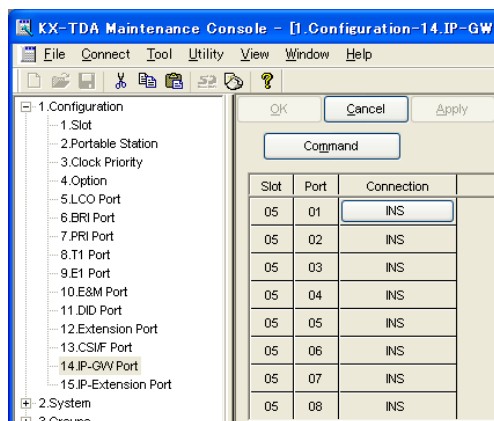 KX-TDA Maintenance Console - [1.Configuration-14.IP-GW
File Connect Tool Utility View Window Help
1.Configuration
1.Slot
2.Portable Station
3.Clock Priority
4.Option
5.LCO Port
6.BRI Port
7.PRI Port
8.T1 Port
9.E1 Port
10.E&M Port
11.DID Port
12.Extension Port
13.CSI/F Port
14.IP-GW Port
15.IP-Extension Port
2.System
3.Groups
OK Cancel Apply
Command
Slot Port Connection
05 01 INS
05 02 INS
05 03 INS
05 04 INS
05 05 INS
05 06 INS
05 07 INS
05 08 INS